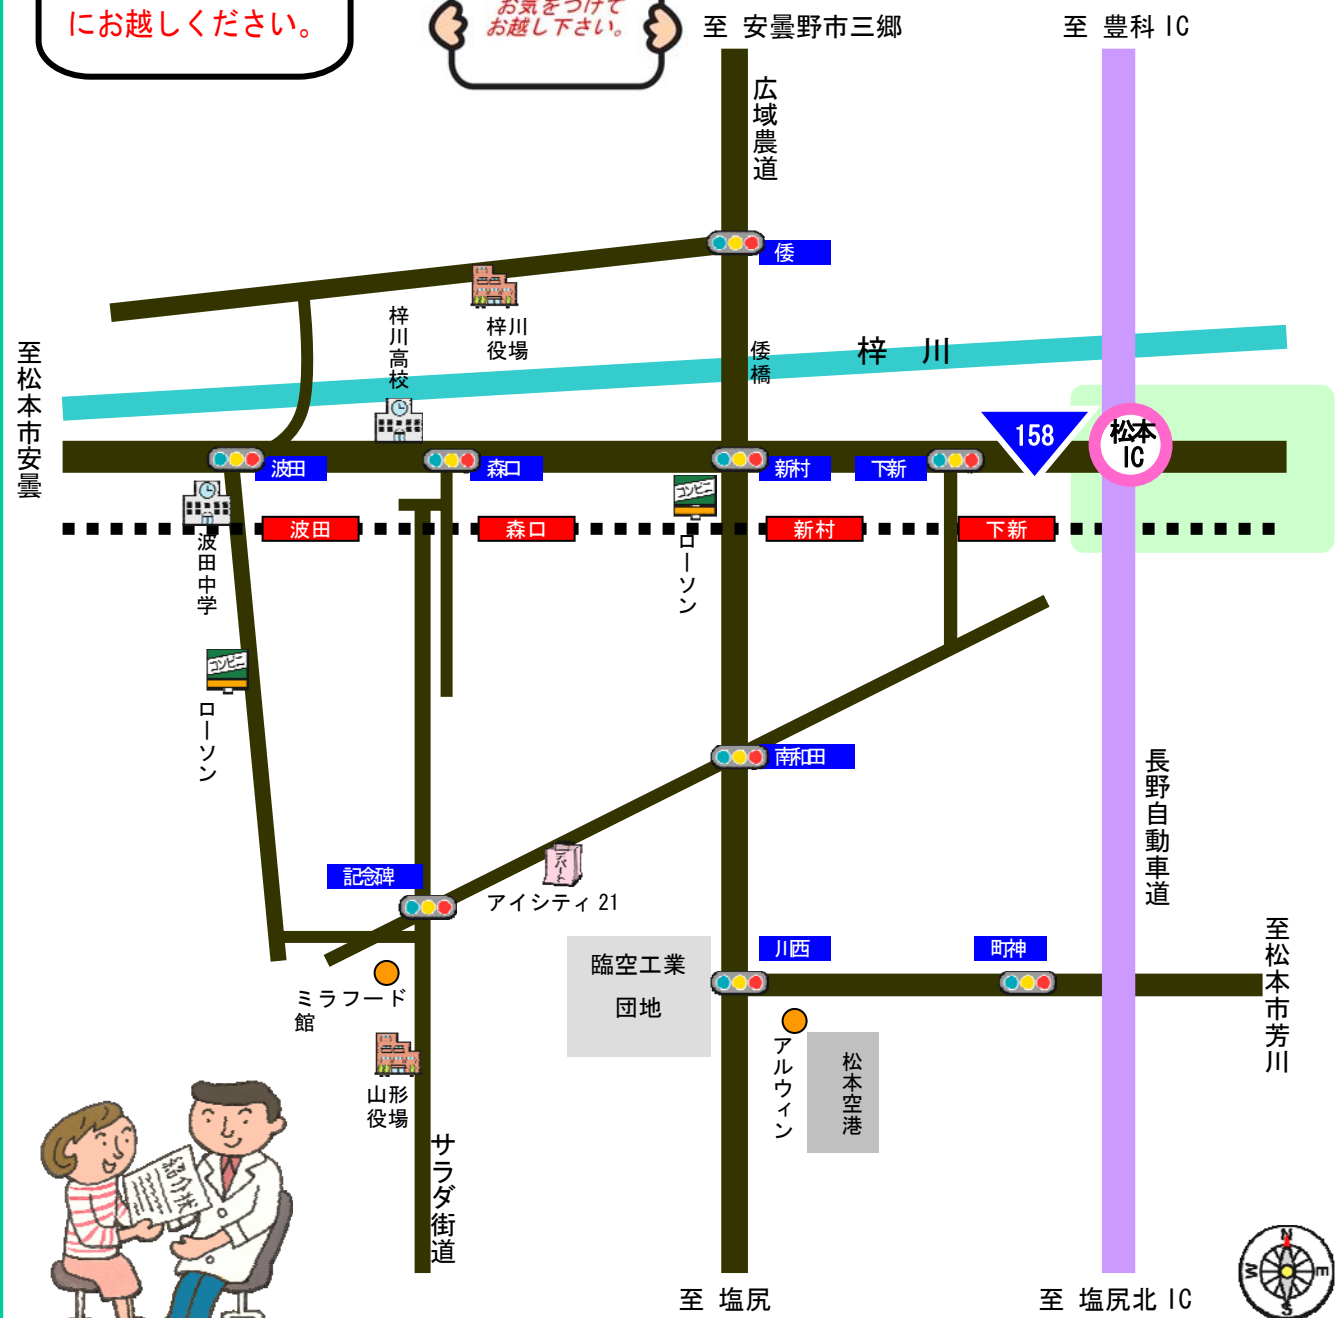 にお越しください。
お気をつけて
お越し下さい。
至 安曇野市三郷
至 豊科 IC
広域農道
倭
梓川
役場
梓川高校
倭橋
梓 川
至松本市安曇
158
松本
IC
波田
森口
新村
下新
コンビニ
波田
森口
新村
下新
波田中学
ローソン
コンビニ
ローソン
南和田
長野自動車道
記念碑
デパート
アイシティ 21
臨空工業
団地
川西
町神
至松本市芳川
ミラフード
館
アルウィン
松本空港
山形
役場
サラダ街道
紹介状
至 塩尻
至 塩尻北 IC
N
W
E
S